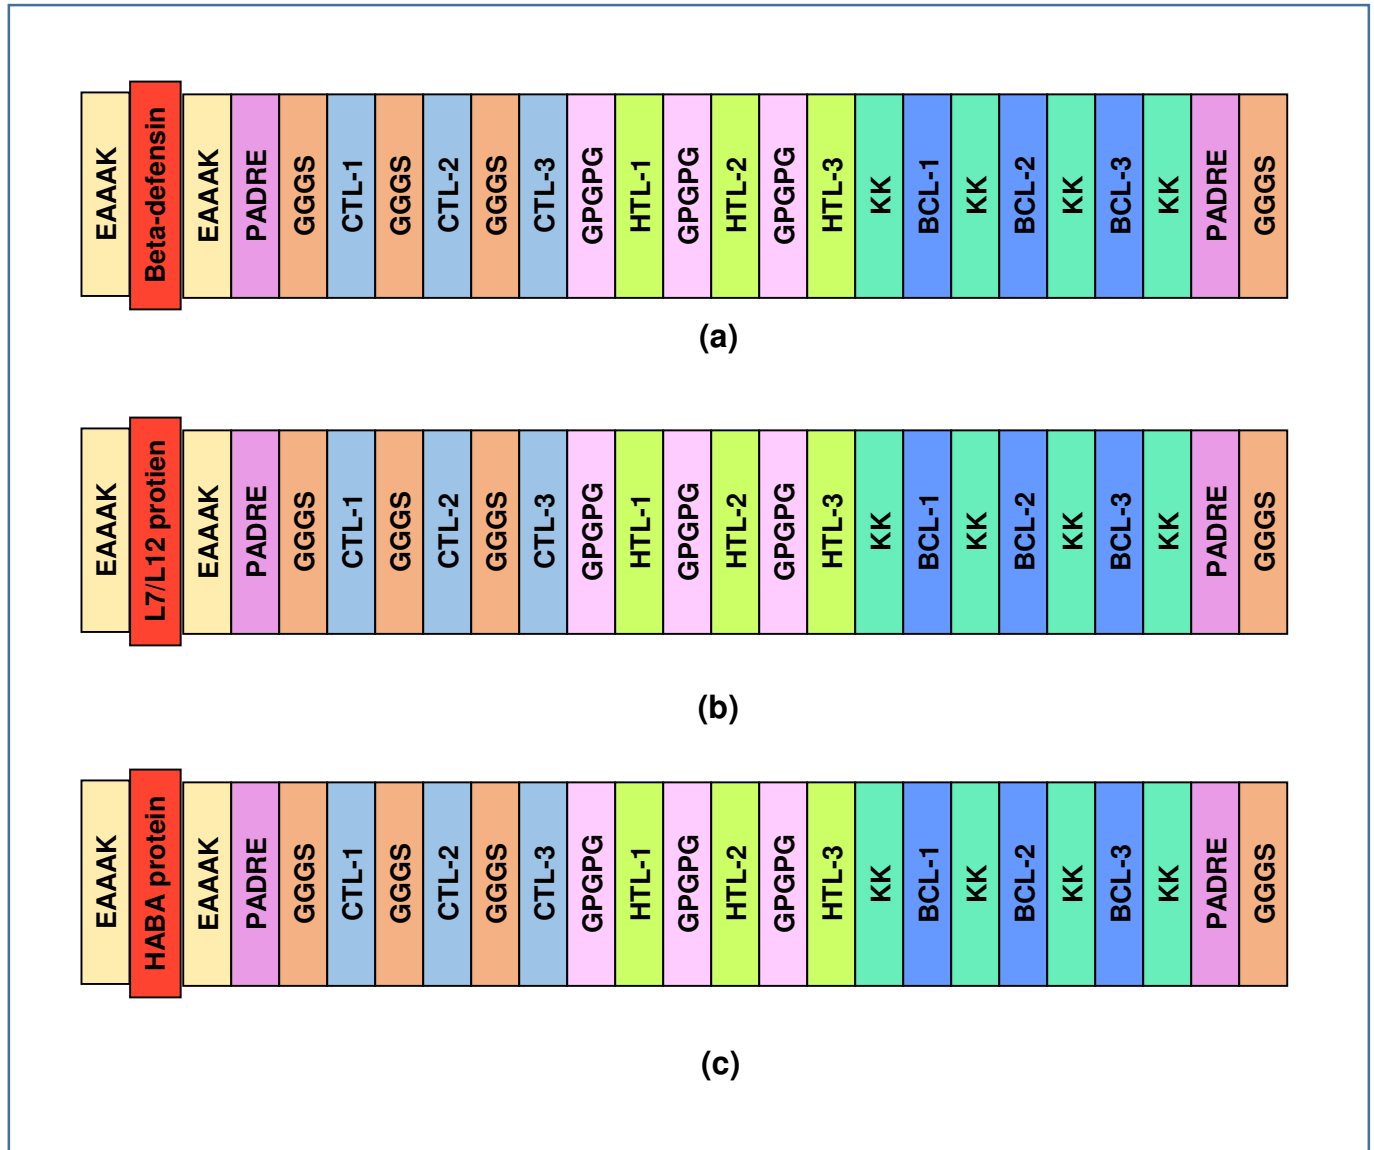 EAAAK
Beta-defensin
EAAAK
PADRE
GGGS
CTL-1
GGGS
CTL-2
GGGS
CTL-3
GPGPG
HTL-1
GPGPG
HTL-2
GPGPG
HTL-3
KK
BCL-1
KK
BCL-2
KK
BCL-3
KK
PADRE
GGGS
(a)
EAAAK
L7/L12 protien
EAAAK
PADRE
GGGS
CTL-1
GGGS
CTL-2
GGGS
CTL-3
GPGPG
HTL-1
GPGPG
HTL-2
GPGPG
HTL-3
KK
BCL-1
KK
BCL-2
KK
BCL-3
KK
PADRE
GGGS
(b)
EAAAK
HABA protein
EAAAK
PADRE
GGGS
CTL-1
GGGS
CTL-2
GGGS
CTL-3
GPGPG
HTL-1
GPGPG
HTL-2
GPGPG
HTL-3
KK
BCL-1
KK
BCL-2
KK
BCL-3
KK
PADRE
GGGS
(c)